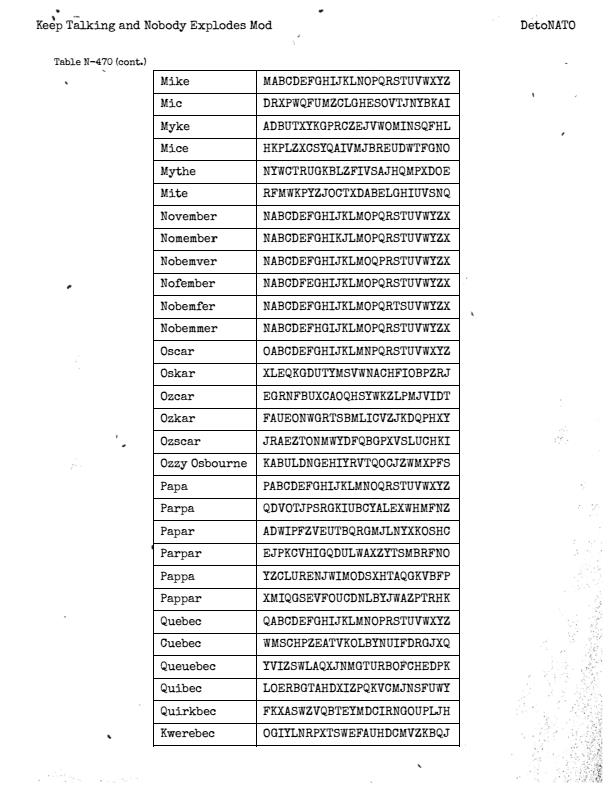 Keep Talking and Nobody Explodes Mod DetoNATO
Table N-470 (cont.)
Mike MABCDEFGHIJKLNOPQRSTUVWXYZ
Mic DRXPWQFUMZCLGHESOVTJNYBKAI
Myke ADBUTXYKGPRCZEJVWOMINSQFHL
Mice HKPLZXCSYQAIVMJBREUDWTFGNO
Mythe NYWCTRUGKBLZFIVSAJHQMPXDOE
Mite RFMWKPYZJOCTXDABELGHIUVSNQ
November NABCDEFGHIJKLMOPQRSTUVWYZX
Nomember NABCDEFGHIKJLMOPQRSTUVWYZX
Nobemver NABCDEFGHIJKLMOQPRSTUVWYZX
Nofember NABCDFEGHIJKLMOPQRSTUVWYZX
Nobemfer NABCDEFGHIJKLMOPQRTSUVWYZX
Nobemmer NABCDEFHGIJKLMOPQRSTUVWYZX
Oscar OABCDEFGHIJKLMNPQRSTUVWXYZ
Oskar XLEQKGDUTYMSVWNACHFIOBPZRJ
Ozcar EGRNFBUXCAOQHSYWKZLPMJVIDT
Ozkar FAUEONWGRTSBMLICVZJKDQPHXY
Ozscar JRAEZTONMWYDFQBGPXVSLUCHKI
Ozzy Osbourne KABULDNGEHIYRVTQOCJZWMXPFS
Papa PABCDEFGHIJKLMNOQRSTUVWXYZ
Parpa QDVOTJPSRGKIUBCYALEXWHMFNZ
Papar ADWIPFZVEUTBQRGMJLNYXKOSHC
Parpar EJPKCVHIGQDULWAXZYTSMBRFNO
Pappa YZCLURENJWIMODSXHTAQGKVBFP
Pappar XMIQGSEVFOUCDNLBYJWAZPTRHK
Quebec QABCDEFGHIJKLMNOPRSTUVWXYZ
Cuebec WMSCHPZEATVKOLBYNUIFDRGJXQ
Queuebec YVIZSWLAQXJNMGTURBOFCHEDPK
Quibec LOERBGTAHDXIZPQKVCMJNSFUWY
Quirkbec FKXASWZVQBTEYMDCIRNGOUPLJH
Kwerebec OGIYLNRPXTSWEFAUHDCMVZKBQJ